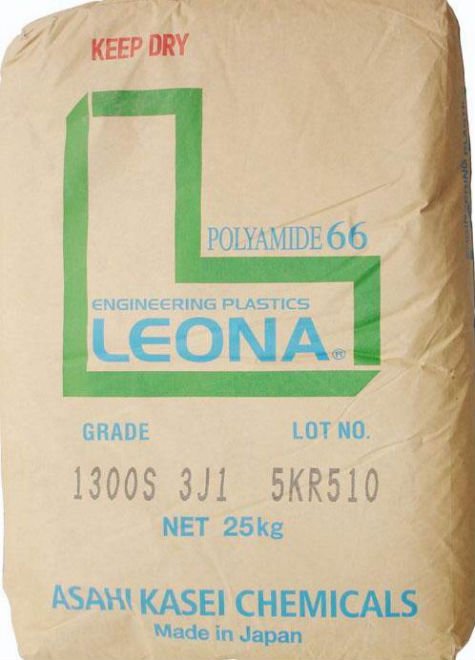 KEEP DRY
POLYAMIDE 66
ENGINEERING PLASTICS
LEONA®
GRADE LOT NO.
1300S 3J1 5KR510
NET 25kg
ASAHI KASEI CHEMICALS
Made in Japan